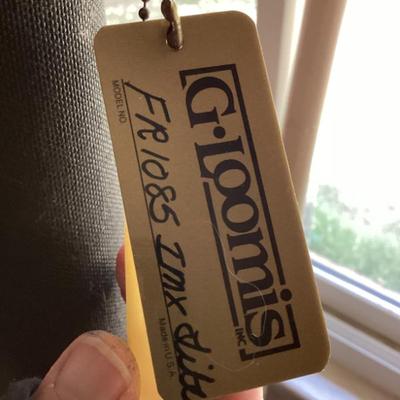 G·Loomis
INC.
FR1085 IMX
MODEL NO.
Made in U.S.A.